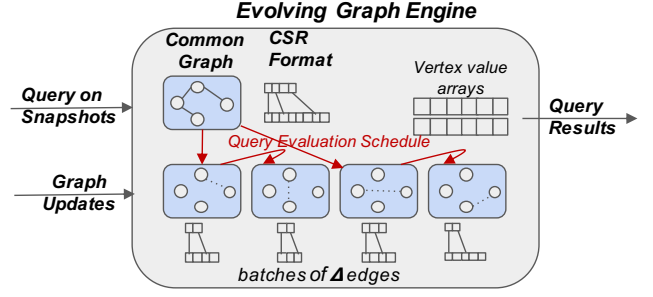 Evolving Graph Engine
Common
Graph
CSR
Format
Vertex value
arrays
Query on
Snapshots
Query
Results
Query Evaluation Schedule
Graph
Updates
batches of Δ edges